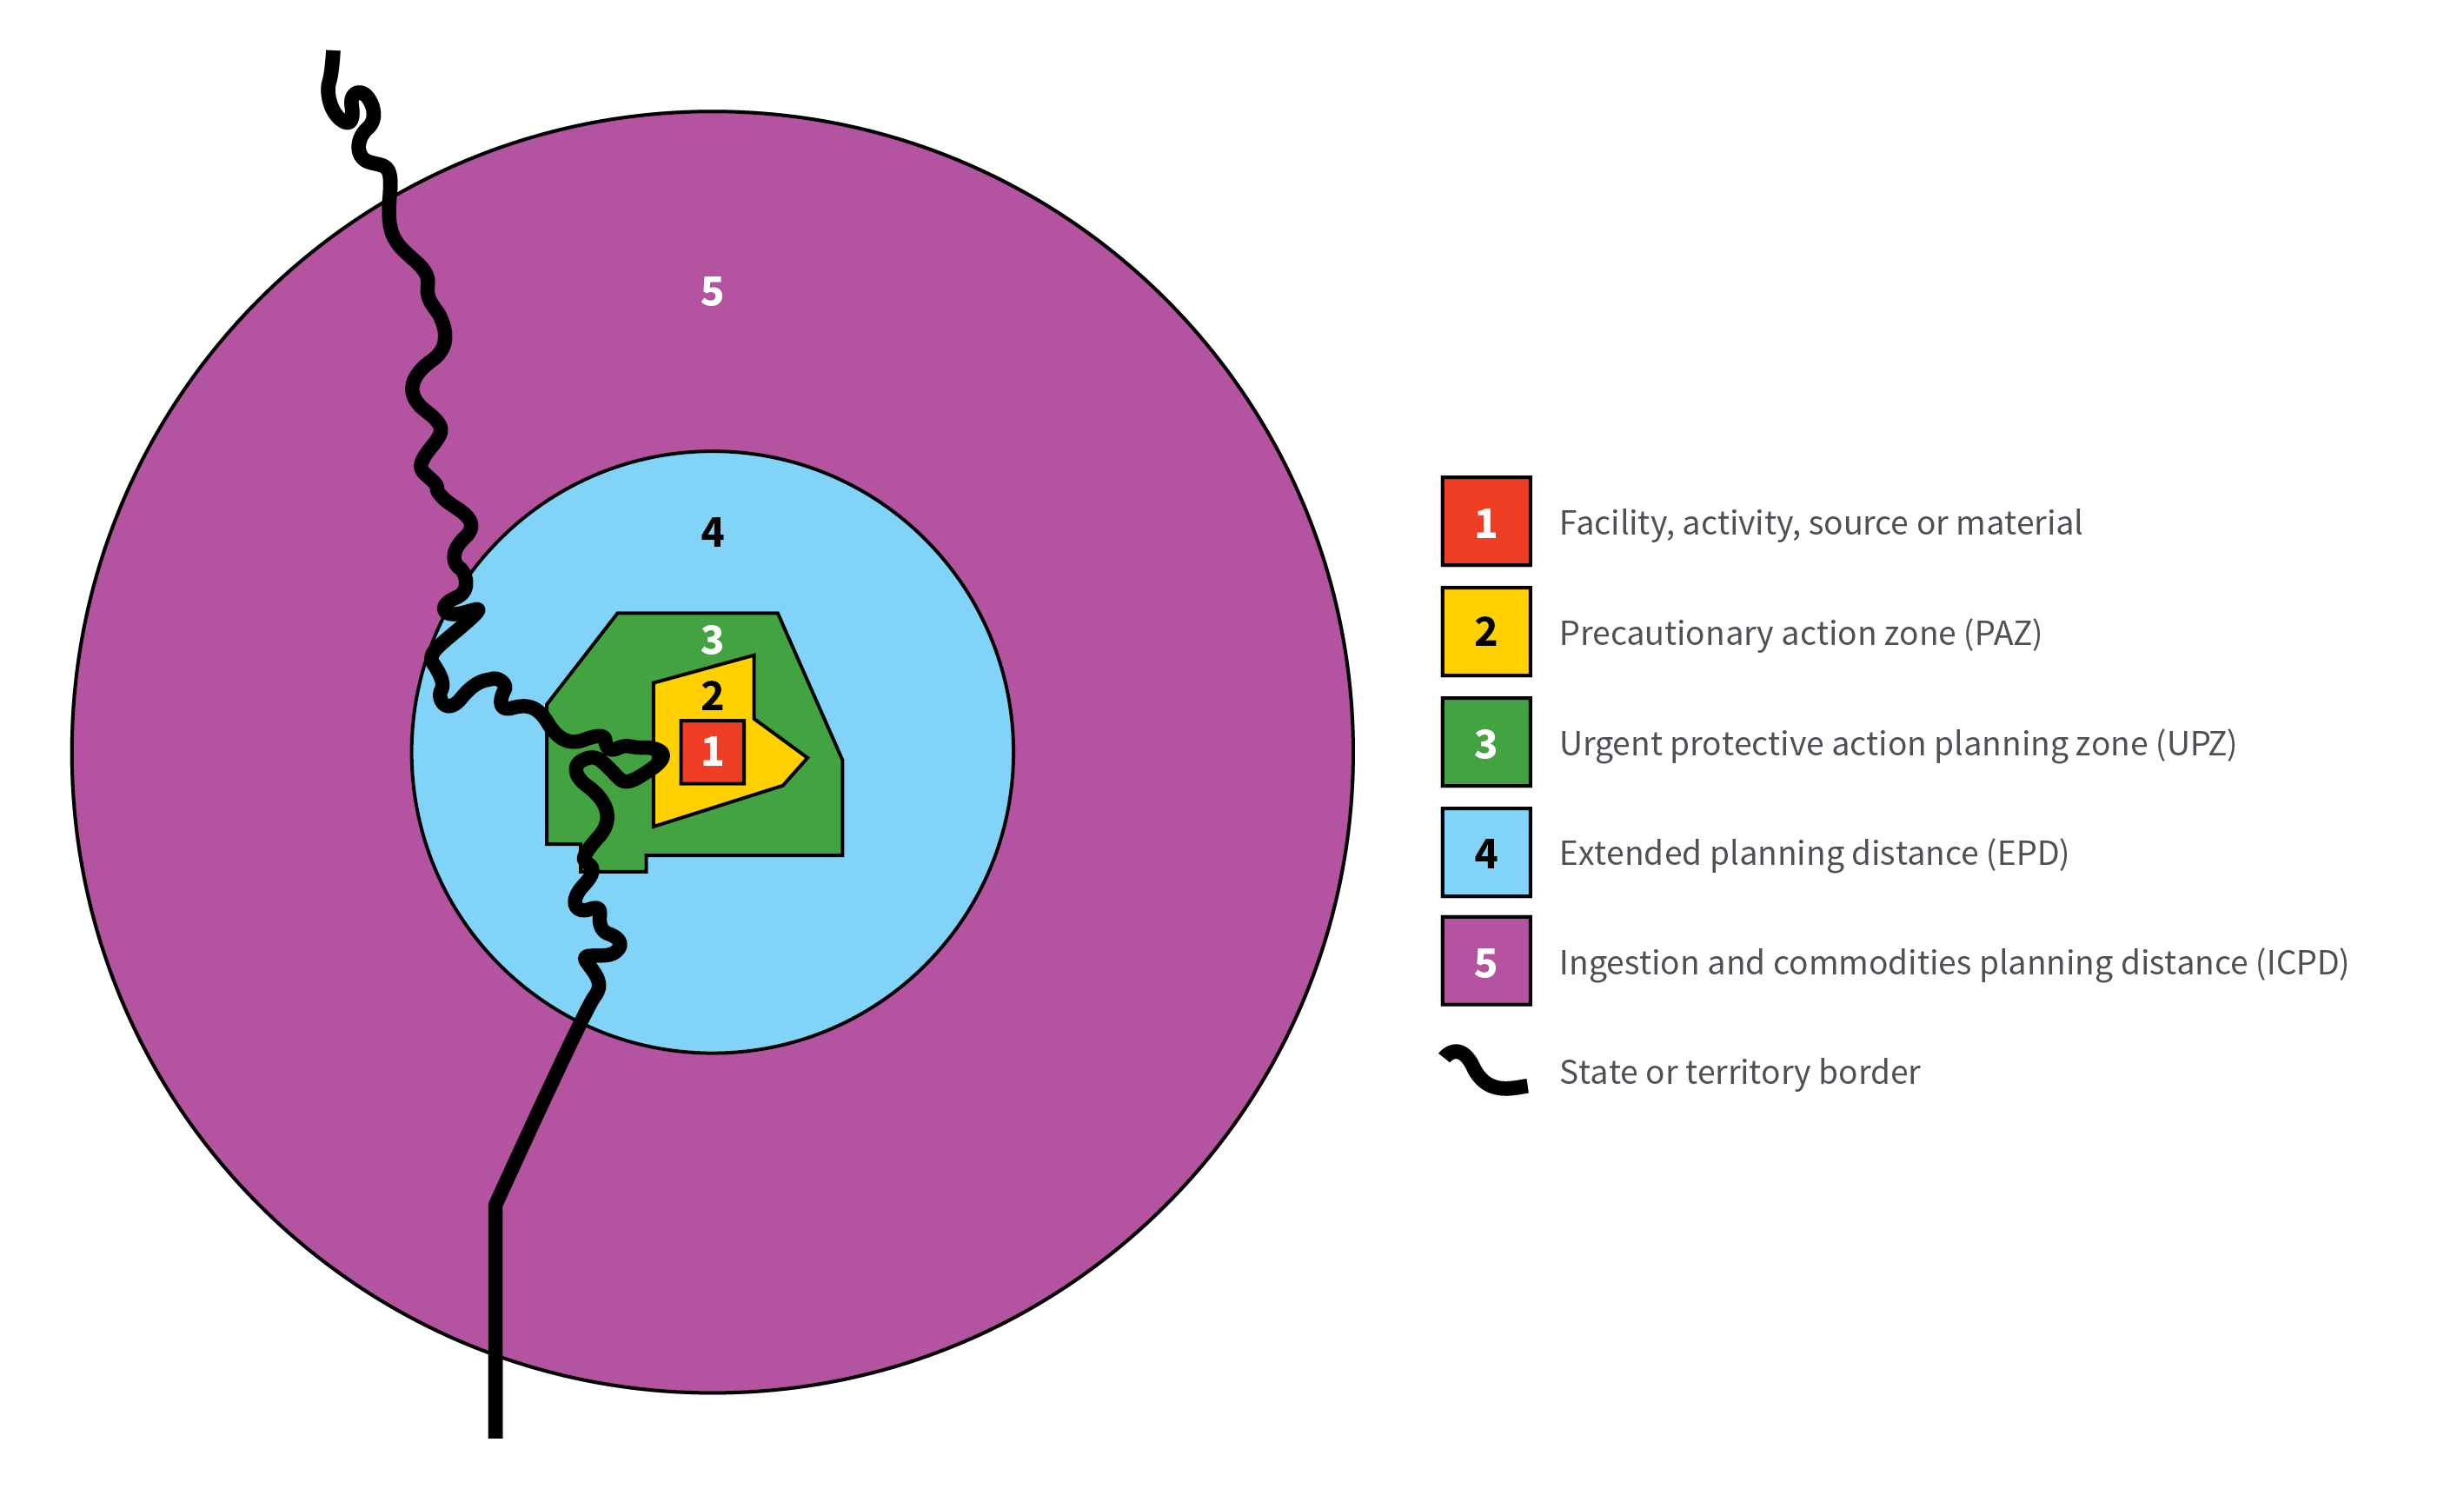 5
4
3
2
1
1 Facility, activity, source or material
2 Precautionary action zone (PAZ)
3 Urgent protective action planning zone (UPZ)
4 Extended planning distance (EPD)
5 Ingestion and commodities planning distance (ICPD)
State or territory border